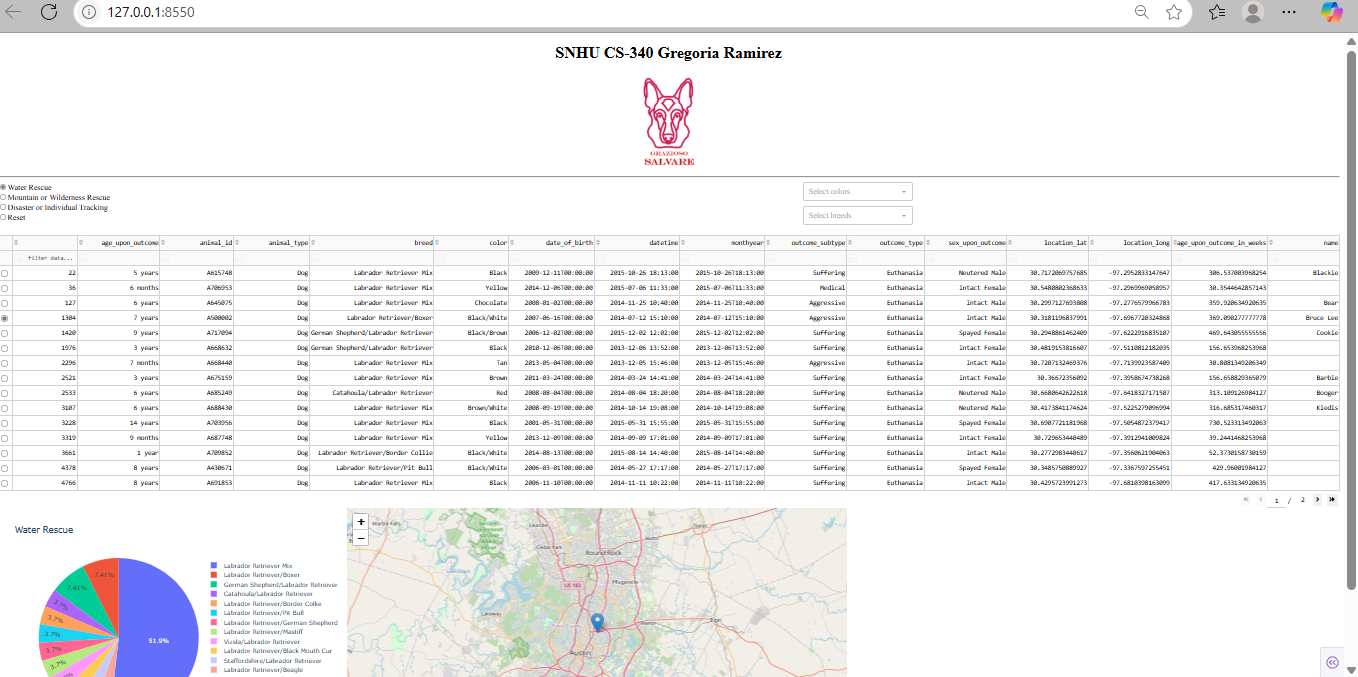 127.0.0.1:8550
SNHU CS-340 Gregoria Ramirez
GRAZIOSO
SALVARE
Water Rescue
Mountain or Wilderness Rescue
Disaster or Individual Tracking
Reset
Select colors
Select breeds
age_upon_outcome animal_id animal_type breed color date_of_birth datetime monthyear outcome_subtype outcome_type sex_upon_outcome location_lat location_long age_upon_outcome_in_weeks name
filter data...
22 5 years A615748 Dog Labrador Retriever Mix Black 2009-12-11T00:00:00 2015-10-26 18:13:00 2015-10-26T18:13:00 Suffering Euthanasia Neutered Male 30.7172069757685 -97.2952833147647 306.537003968254 Blackie
36 6 months A706953 Dog Labrador Retriever Mix Yellow 2014-12-06T00:00:00 2015-07-06 11:33:00 2015-07-06T11:33:00 Medical Euthanasia Intact Female 30.5480802368633 -97.2969969058957 30.3544642857143
127 6 years A645075 Dog Labrador Retriever Mix Chocolate 2008-01-02T00:00:00 2014-11-25 10:40:00 2014-11-25T10:40:00 Aggressive Euthanasia Intact Male 30.2997127693808 -97.2776579966783 359.920634920635 Bear
1304 7 years A500002 Dog Labrador Retriever/Boxer Black/White 2007-06-16T00:00:00 2014-07-12 15:10:00 2014-07-12T15:10:00 Aggressive Euthanasia Intact Male 30.3181196837991 -97.6967720324868 369.090277777778 Bruce Lee
1420 9 years A717094 Dog German Shepherd/Labrador Retriever Black/Brown 2006-12-02T00:00:00 2015-12-02 12:02:00 2015-12-02T12:02:00 Suffering Euthanasia Spayed Female 30.2948861462409 -97.6222916835107 469.643055555556 Cookie
1976 3 years A668632 Dog German Shepherd/Labrador Retriever Black 2010-12-06T00:00:00 2013-12-06 13:52:00 2013-12-06T13:52:00 Suffering Euthanasia Intact Female 30.4819153816607 -97.5110812182035 156.653968253968
2296 7 months A668440 Dog Labrador Retriever Mix Tan 2013-05-04T00:00:00 2013-12-05 15:46:00 2013-12-05T15:46:00 Aggressive Euthanasia Intact Male 30.7207132469376 -97.7139923587409 30.8081349206349
2521 3 years A675159 Dog Labrador Retriever Mix Brown 2011-03-24T00:00:00 2014-03-24 14:41:00 2014-03-24T14:41:00 Suffering Euthanasia Intact Female 30.36672356092 -97.3958674738268 156.658829365079 Barbie
2533 6 years A685249 Dog Catahoula/Labrador Retriever Red 2008-08-04T00:00:00 2014-08-04 18:20:00 2014-08-04T18:20:00 Suffering Euthanasia Neutered Male 30.6680642622618 -97.6418327171507 313.109126984127 Booger
3107 6 years A688430 Dog Labrador Retriever Mix Brown/White 2008-09-19T00:00:00 2014-10-14 19:08:00 2014-10-14T19:08:00 Suffering Euthanasia Neutered Male 30.4173841174624 -97.5225279096994 316.685317460317 Kiedis
3228 14 years A703956 Dog Labrador Retriever Mix Black 2001-05-31T00:00:00 2015-05-31 15:55:00 2015-05-31T15:55:00 Suffering Euthanasia Neutered Male 30.6907721181968 -97.5054872379417 730.523313492063
3319 9 months A687748 Dog Labrador Retriever Mix Yellow 2013-12-09T00:00:00 2014-09-09 17:01:00 2014-09-09T17:01:00 Suffering Euthanasia Intact Female 30.729653440489 -97.3912941009824 39.2441468253968
3661 1 year A709852 Dog Labrador Retriever/Border Collie Black/White 2014-08-13T00:00:00 2015-08-14 14:40:00 2015-08-14T14:40:00 Suffering Euthanasia Intact Female 30.2772983440617 -97.3560621904063 52.3730158730159
4378 8 years A430671 Dog Labrador Retriever/Pit Bull Black/White 2006-03-01T00:00:00 2014-05-27 17:17:00 2014-05-27T17:17:00 Suffering Euthanasia Spayed Female 30.3485750889927 -97.3367597255451 429.96001984127
4766 8 years A691853 Dog Labrador Retriever Mix Black/White 2006-11-10T00:00:00 2014-11-11 10:22:00 2014-11-11T10:22:00 Suffering Euthanasia Intact Male 30.4295723991273 -97.6810398163099 417.633134920635
1 / 2
Water Rescue
51.9%
7.41%
7.41%
3.7%
3.7%
3.7%
3.7%
3.7%
Labrador Retriever Mix
Labrador Retriever/Boxer
German Shepherd/Labrador Retriever
Catahoula/Labrador Retriever
Labrador Retriever/Border Collie
Labrador Retriever/Pit Bull
Labrador Retriever/German Shepherd
Labrador Retriever/Mastiff
Vizsla/Labrador Retriever
Labrador Retriever/Black Mouth Cur
Staffordshire/Labrador Retriever
Labrador Retriever/Beagle
+
−
Leander
Cedar Park
Round Rock
Hutto
Taylor
US 183
Pflugerville
Lakeway
Manor
Elgin
Austin